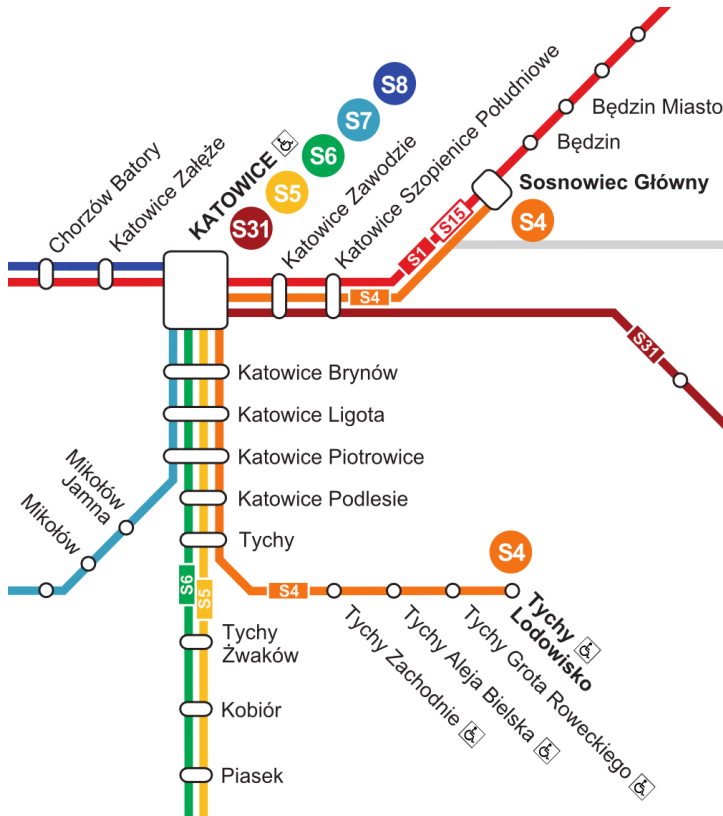 S8
S7
S6
S5
S31
Chorzów Batory
Katowice Załęże
KATOWICE
Katowice Zawodzie
Katowice Szopienice Południowe
Będzin Miasto
Będzin
Sosnowiec Główny
S4
S1
S15
S4
S31
Katowice Brynów
Katowice Ligota
Katowice Piotrowice
Katowice Podlesie
Tychy
Mikołów
Jamna
Mikołów
S6
S5
S4
S4
Tychy
Lodowisko
Tychy Grota Roweckiego
Tychy Aleja Bielska
Tychy Zachodnie
Tychy
Żwaków
Kobiór
Piasek